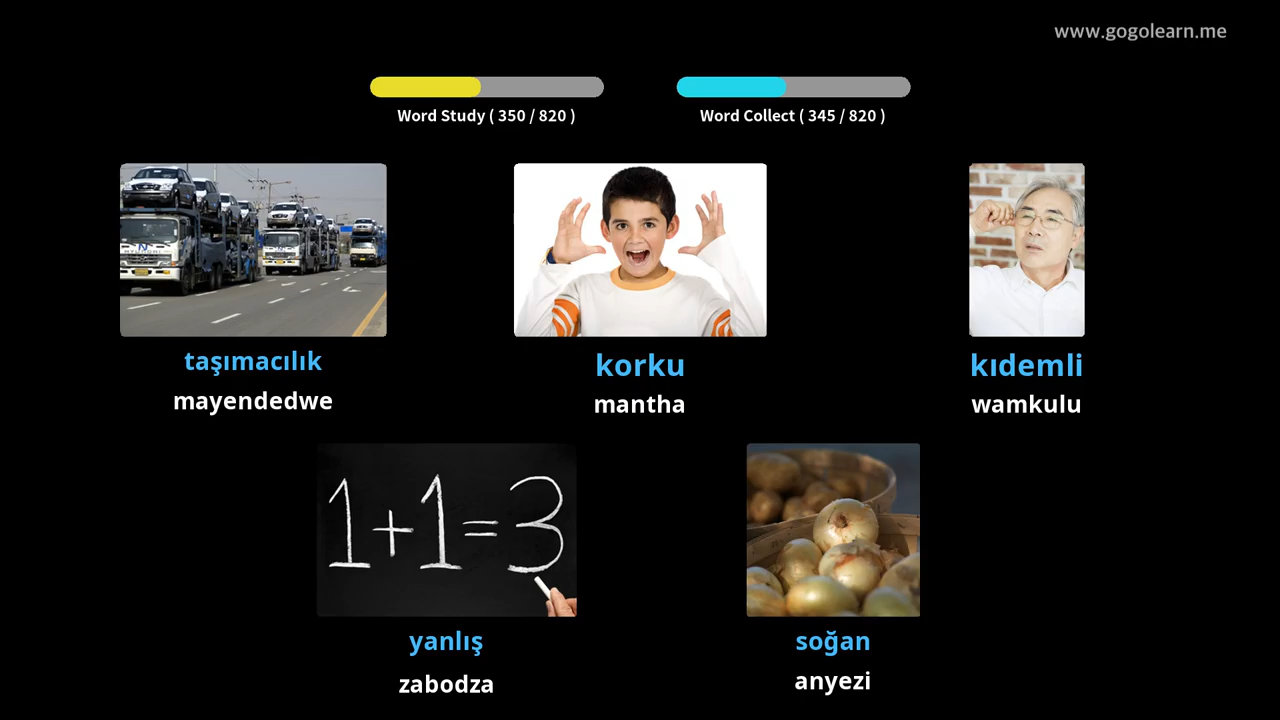 www.gogolearn.me
Word Study ( 350 / 820 )
Word Collect ( 345 / 820 )
taşımacılık
mayendedwe
korku
mantha
kıdemli
wamkulu
1+1=3
yanlış
zabodza
soğan
anyezi